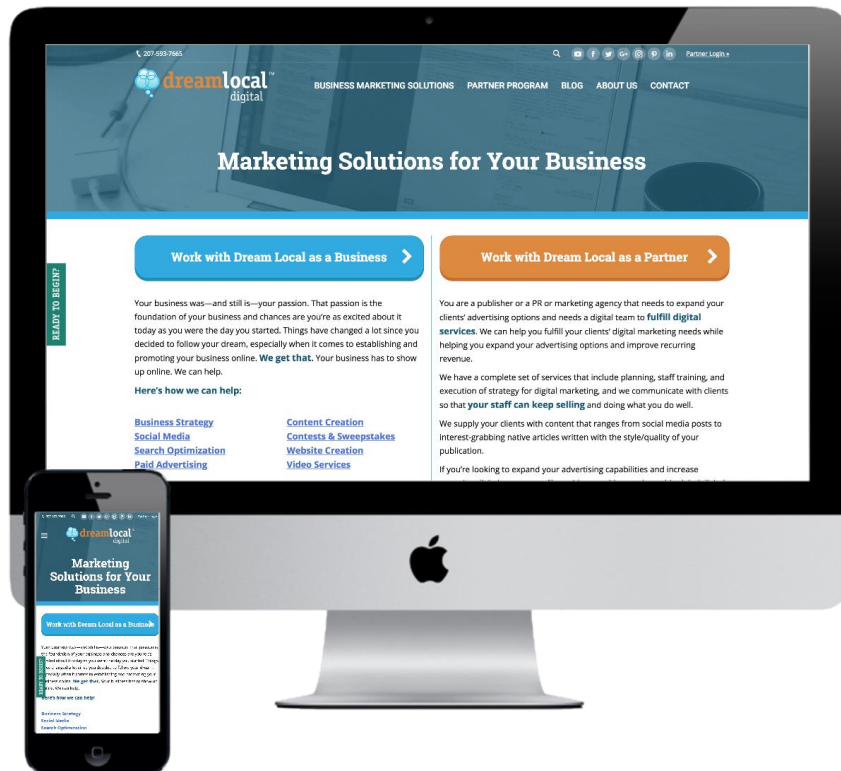 207-593-7665
Partner Login »
dreamlocal™
digital
BUSINESS MARKETING SOLUTIONS PARTNER PROGRAM BLOG ABOUT US CONTACT
Marketing Solutions for Your Business
READY TO BEGIN?
Work with Dream Local as a Business
Your business was—and still is—your passion. That passion is the
foundation of your business and chances are you're as excited about it
today as you were the day you started. Things have changed a lot since you
decided to follow your dream, especially when it comes to establishing and
promoting your business online. We get that. Your business has to show
up online. We can help.
Here's how we can help:
Business Strategy
Social Media
Search Optimization
Paid Advertising
Content Creation
Contests & Sweepstakes
Website Creation
Video Services
Work with Dream Local as a Partner
You are a publisher or a PR or marketing agency that needs to expand your
clients' advertising options and needs a digital team to fulfill digital
services. We can help you fulfill your clients' digital marketing needs while
helping you expand your advertising options and improve recurring
revenue.
We have a complete set of services that include planning, staff training, and
execution of strategy for digital marketing, and we communicate with clients
so that your staff can keep selling and doing what you do well.
We supply your clients with content that ranges from social media posts to
interest-grabbing native articles written with the style/quality of your
publication.
If you're looking to expand your advertising capabilities and increase
dreamlocal
digital
Marketing
Solutions for Your
Business
Work with Dream Local as a Business
We get that.
Here's how we can help:
Business Strategy
Social Media
Search Optimization